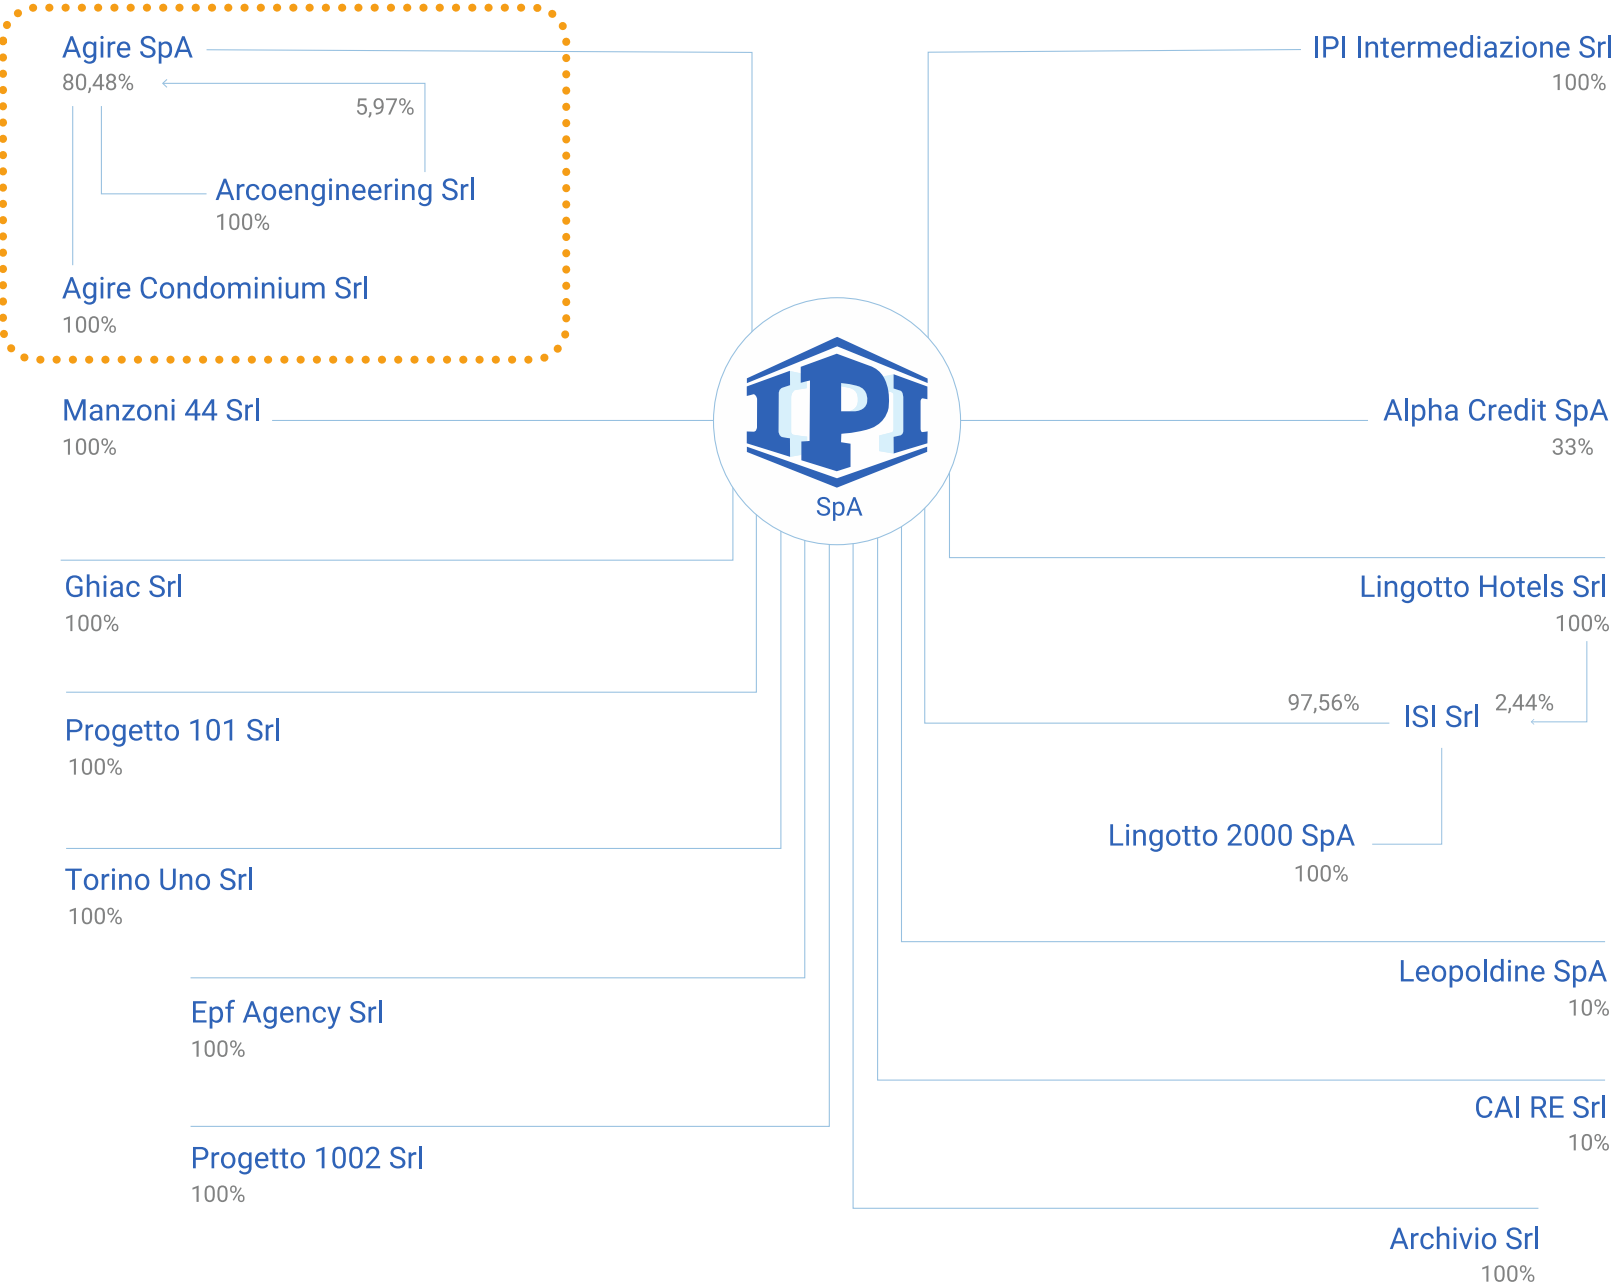 Agire SpA
80,48%
5,97%
Arcoengineering Srl
100%
Agire Condominium Srl
100%
Manzoni 44 Srl
100%
Ghiac Srl
100%
Progetto 101 Srl
100%
Torino Uno Srl
100%
Epf Agency Srl
100%
Progetto 1002 Srl
100%
IPI
SpA
IPI Intermediazione Srl
100%
Alpha Credit SpA
33%
Lingotto Hotels Srl
100%
97,56%
ISI Srl
2,44%
Lingotto 2000 SpA
100%
Leopoldine SpA
10%
CAI RE Srl
10%
Archivio Srl
100%